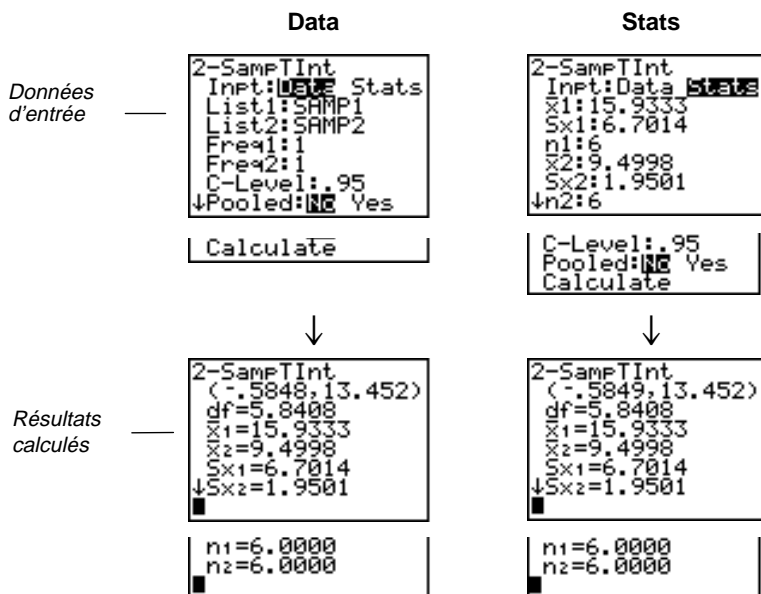 Data
Données
d'entrée
2-SampTInt
Inpt:Data Stats
List1:SAMP1
List2:SAMP2
Freq1:1
Freq2:1
C-Level:.95
↓Pooled:No Yes
Calculate
↓
Résultats
calculés
2-SampTInt
(-.5848,13.452)
df=5.8408
x̄1=15.9333
x̄2=9.4998
Sx1=6.7014
↓Sx2=1.9501
n1=6.0000
n2=6.0000
Stats
2-SampTInt
Inpt:Data Stats
x̄1:15.9333
Sx1:6.7014
n1:6
x̄2:9.4998
Sx2:1.9501
↓n2:6
C-Level:.95
Pooled:No Yes
Calculate
↓
2-SampTInt
(-.5849,13.452)
df=5.8408
x̄1=15.9333
x̄2=9.4998
Sx1=6.7014
↓Sx2=1.9501
n1=6.0000
n2=6.0000